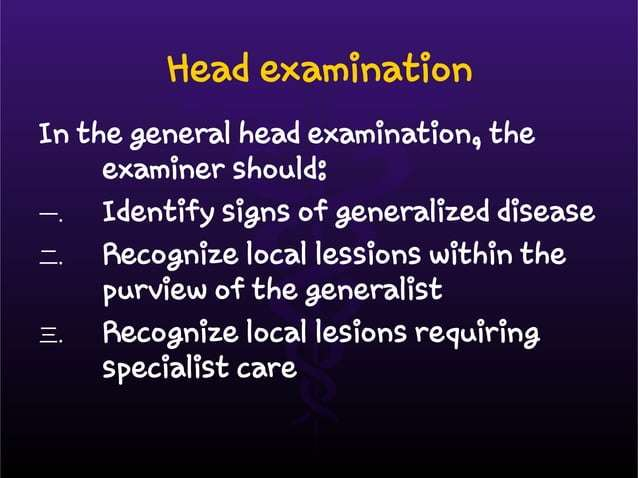 Head examination
In the general head examination, the
examiner should:
一. Identify signs of generalized disease
二. Recognize local lessions within the
purview of the generalist
三. Recognize local lesions requiring
specialist care